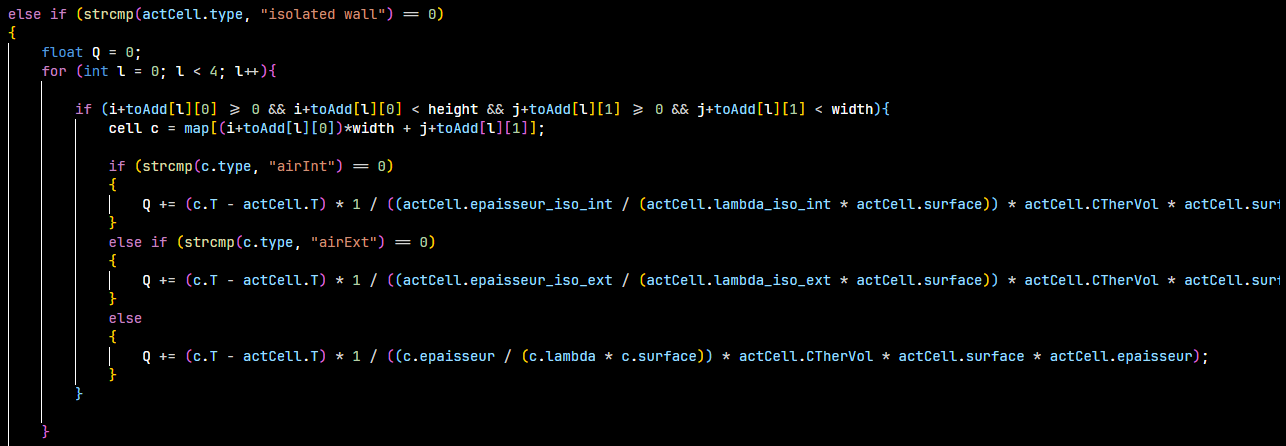 else if (strcmp(actCell.type, "isolated wall") == 0)
{
float Q = 0;
for (int l = 0; l < 4; l++){
if (i+toAdd[l][0] >= 0 && i+toAdd[l][0] < height && j+toAdd[l][1] >= 0 && j+toAdd[l][1] < width){
cell c = map[(i+toAdd[l][0])*width + j+toAdd[l][1]];
if (strcmp(c.type, "airInt") == 0)
{
Q += (c.T - actCell.T) * 1 / ((actCell.epaisseur_iso_int / (actCell.lambda_iso_int * actCell.surface)) * actCell.CTherVol * actCell.surf
}
else if (strcmp(c.type, "airExt") == 0)
{
Q += (c.T - actCell.T) * 1 / ((actCell.epaisseur_iso_ext / (actCell.lambda_iso_ext * actCell.surface)) * actCell.CTherVol * actCell.surf
}
else
{
Q += (c.T - actCell.T) * 1 / ((c.epaisseur / (c.lambda * c.surface)) * actCell.CTherVol * actCell.surface * actCell.epaisseur);
}
}
}